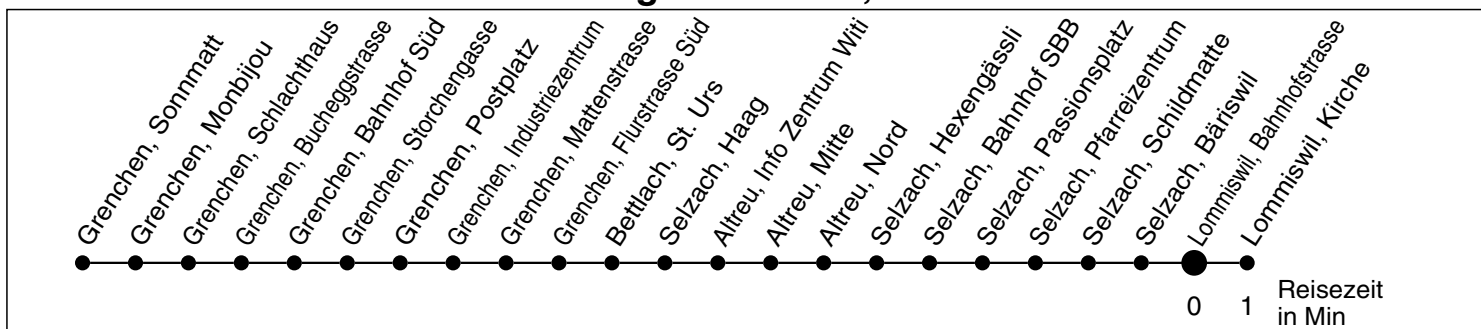 Grenchen, Sonnmatt
Grenchen, Monbijou
Grenchen, Schlachthaus
Grenchen, Bucheggstrasse
Grenchen, Bahnhof Süd
Grenchen, Storchengasse
Grenchen, Postplatz
Grenchen, Industriezentrum
Grenchen, Mattenstrasse
Grenchen, Flurstrasse Süd
Bettlach, St. Urs
Selzach, Haag
Altreu, Info Zentrum Witi
Altreu, Mitte
Altreu, Nord
Selzach, Hexengässli
Selzach, Bahnhof SBB
Selzach, Passionsplatz
Selzach, Pfarreizentrum
Selzach, Schildmatte
Selzach, Bäriswil
Lommiswil, Bahnhofstrasse
Lommiswil, Kirche
0 1 Reisezeit
in Min